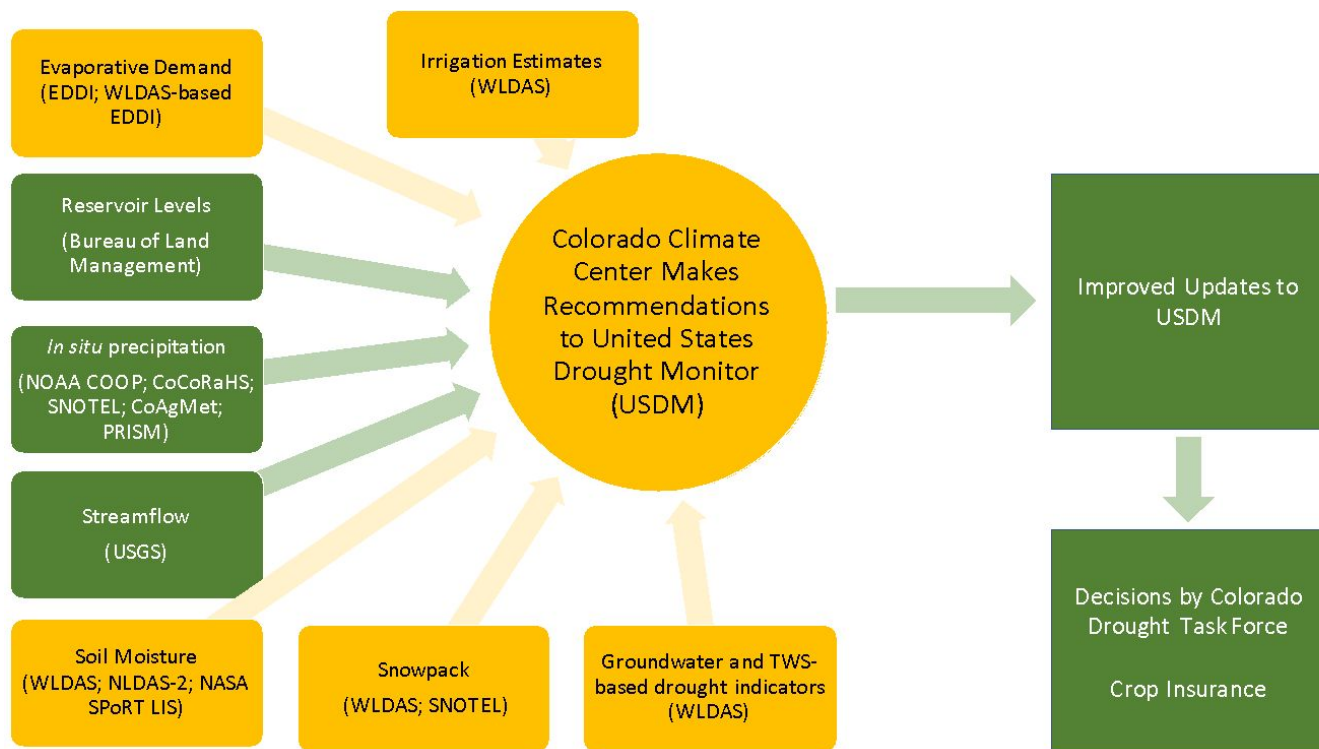 Evaporative Demand
(EDDI; WLDAS-based
EDDI)
Irrigation Estimates
(WLDAS)
Reservoir Levels
(Bureau of Land
Management)
In situ precipitation
(NOAA COOP; CoCoRaHS;
SNOTEL; CoAgMet;
PRISM)
Streamflow
(USGS)
Soil Moisture
(WLDAS; NLDAS-2; NASA
SPoRT LIS)
Snowpack
(WLDAS; SNOTEL)
Groundwater and TWS-
based drought indicators
(WLDAS)
Colorado Climate
Center Makes
Recommendations
to United States
Drought Monitor
(USDM)
Improved Updates to
USDM
Decisions by Colorado
Drought Task Force
Crop Insurance